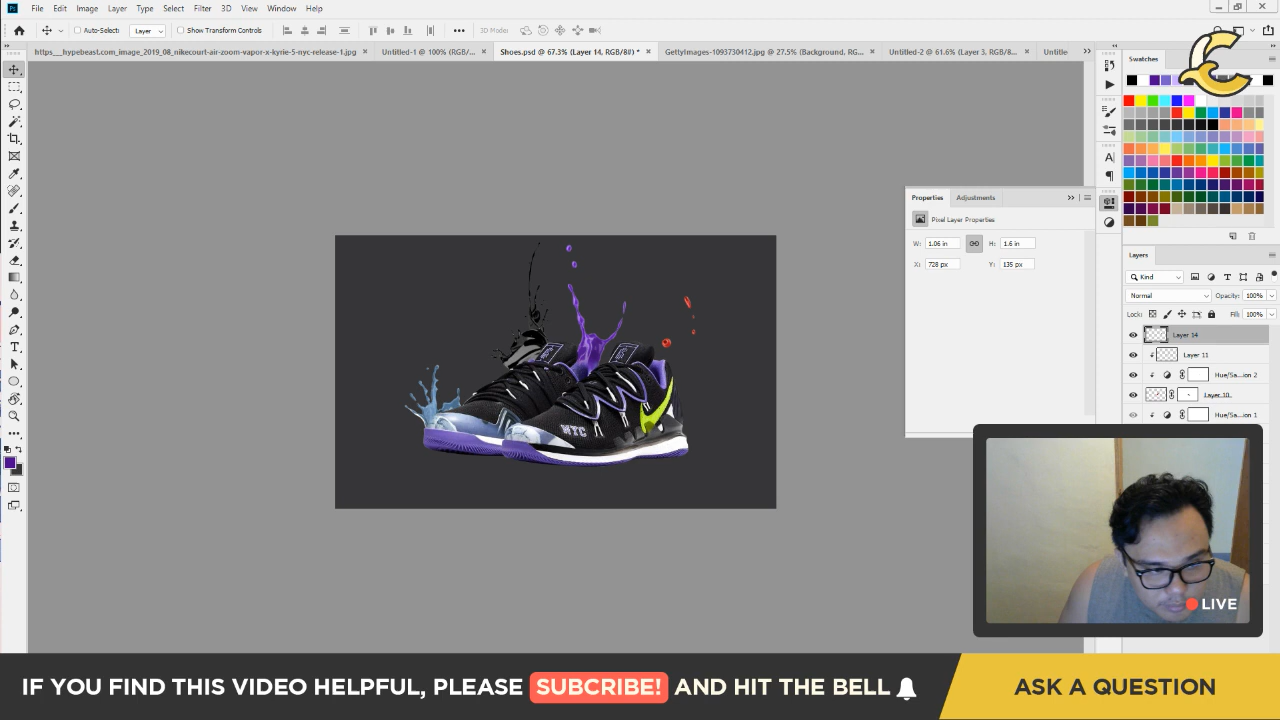 File Edit Image Layer Type Select Filter 3D View Window Help
Auto-Select: Layer Show Transform Controls 3D Mode:
https___hypebeast.com_image_2019_08_nikecourt-air-zoom-vapor-x-kyrie-5-nyc-release-1.jpg × Untitled-1 @ 100% (RGB/... × Shoes.psd @ 67.3% (Layer 14, RGB/8#) * × GettyImages-1093730412.jpg @ 27.5% (Background, RG... × Untitled-2 @ 61.6% (Layer 3, RGB/8... × Untitle
Swatches
Properties Adjustments
Pixel Layer Properties
W: 1.06 in H: 1.6 in
X: 728 px Y: 135 px
Layers
Kind
Normal Opacity: 100%
Lock: Fill: 100%
Layer 14
Layer 11
Hue/Sa...ion 2
Layer 10
Hue/Sa...ion 1
NYC
LIVE
IF YOU FIND THIS VIDEO HELPFUL, PLEASE SUBCRIBE! AND HIT THE BELL
ASK A QUESTION